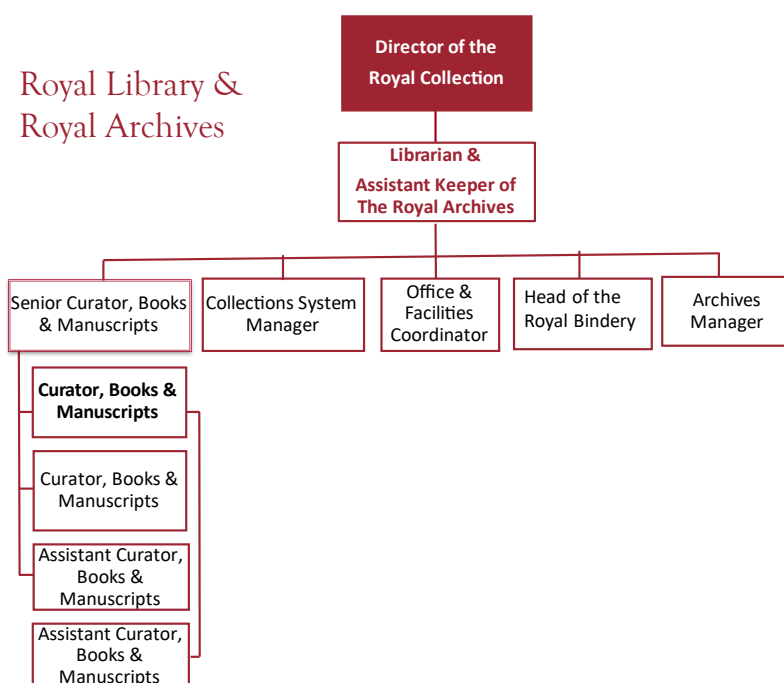 Royal Library &
Royal Archives
Director of the
Royal Collection
Librarian &
Assistant Keeper of
The Royal Archives
Senior Curator, Books
& Manuscripts
Collections System
Manager
Office &
Facilities
Coordinator
Head of the
Royal Bindery
Archives
Manager
Curator, Books &
Manuscripts
Curator, Books &
Manuscripts
Assistant Curator,
Books &
Manuscripts
Assistant Curator,
Books &
Manuscripts